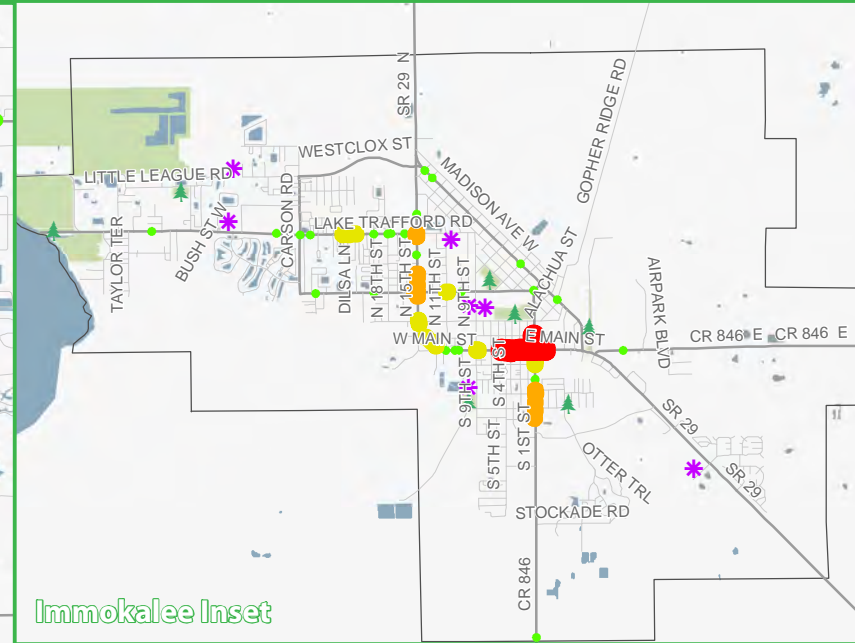 SR 29 N
GOPHER RIDGE RD
WESTCLOX ST
MADISON AVE W
LITTLE LEAGUE RD
CARSON RD
LAKE TRAFFORD RD
BUSH ST W
TAYLOR TER
DILSA LN
N 18TH ST
N 15TH ST
N 11TH ST
N 9TH ST
ALACHUA ST
AIRPARK BLVD
W MAIN ST
E MAIN ST
CR 846 E
CR 846 E
S 9TH ST
S 4TH ST
S 5TH ST
S 1ST ST
SR 29
OTTER TRL
SR 29
STOCKADE RD
CR 846
Immokalee Inset